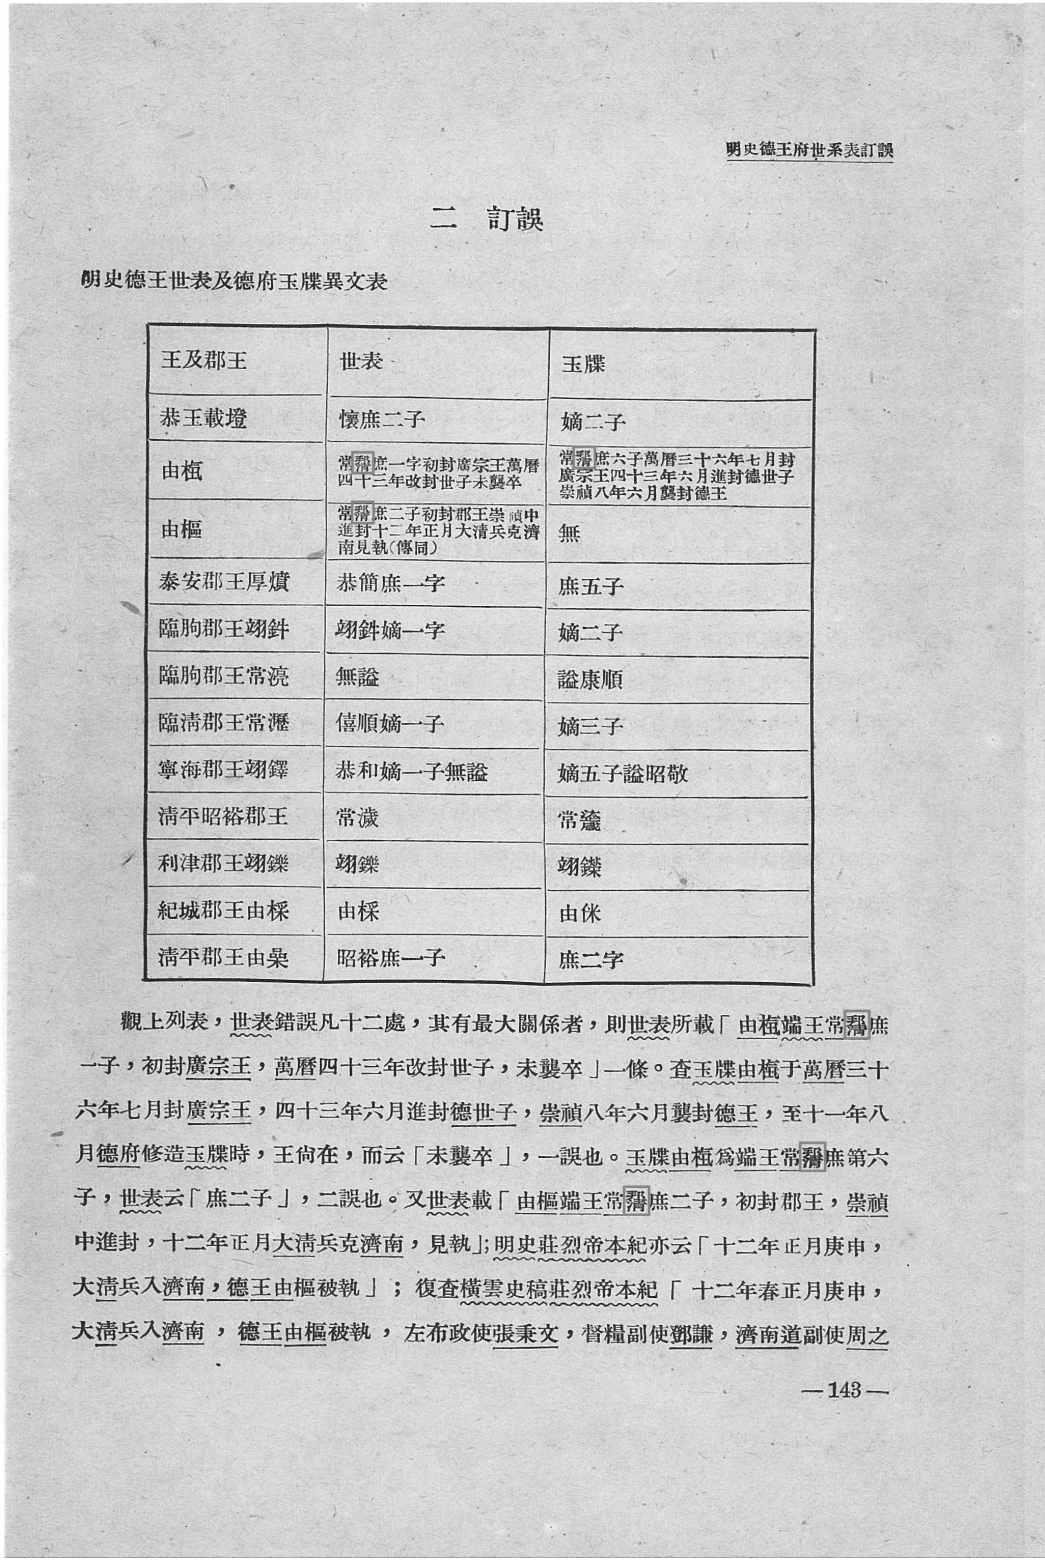 明史德王府世系表訂誤
二 訂誤
明史德王世表及德府玉牒異文表
王及郡王 世表 玉牒
恭王載墱 懷庶二子 嫡二子
由樞
常庶一字初封廣宗王萬曆
四十三年改封世子未襲卒
常庶六子萬曆三十六年七月封
廣宗王四十三年六月進封德世子
崇禎八年六月襲封德王
由樞
常庶二子初封郡王崇禎中
進封十二年正月大清兵克濟
南見執(傳同)
無
泰安郡王厚熿 恭簡庶一字 庶五子
臨朐郡王翊 翊嫡一字 嫡二子
臨朐郡王常湸 無謚 謚康順
臨淸郡王常瀝 僖順嫡一子 嫡三子
寧海郡王翊鐸 恭和嫡一子無謚 嫡五子謚昭敬
淸平昭裕郡王 常濊 常
利津郡王翊鑠 翊鑠 翊
紀城郡王由棌 由棌 由
淸平郡王由 昭裕庶一子 庶二字
觀上列表，世表錯誤凡十二處，其有最大關係者，則世表所載「由端王常庶
一子，初封廣宗王，萬曆四十三年改封世子，未襲卒」一條。查玉牒由于萬曆三十
六年七月封廣宗王，四十三年六月進封德世子，崇禎八年六月襲封德王，至十一年八
月德府修造玉牒時，王尙在，而云「未襲卒」，一誤也。玉牒由爲端王常庶第六
子，世表云「庶二子」，二誤也。又世表載「由樞端王常庶二子，初封郡王，崇禎
中進封，十二年正月大淸兵克濟南，見執」；明史莊烈帝本紀亦云「十二年正月庚申，
大淸兵入濟南，德王由樞被執」；復查橫雲史稿莊烈帝本紀「十二年春正月庚申，
大淸兵入濟南，德王由樞被執，左布政使張秉文，督糧副使鄧謙，濟南道副使周之
—143—